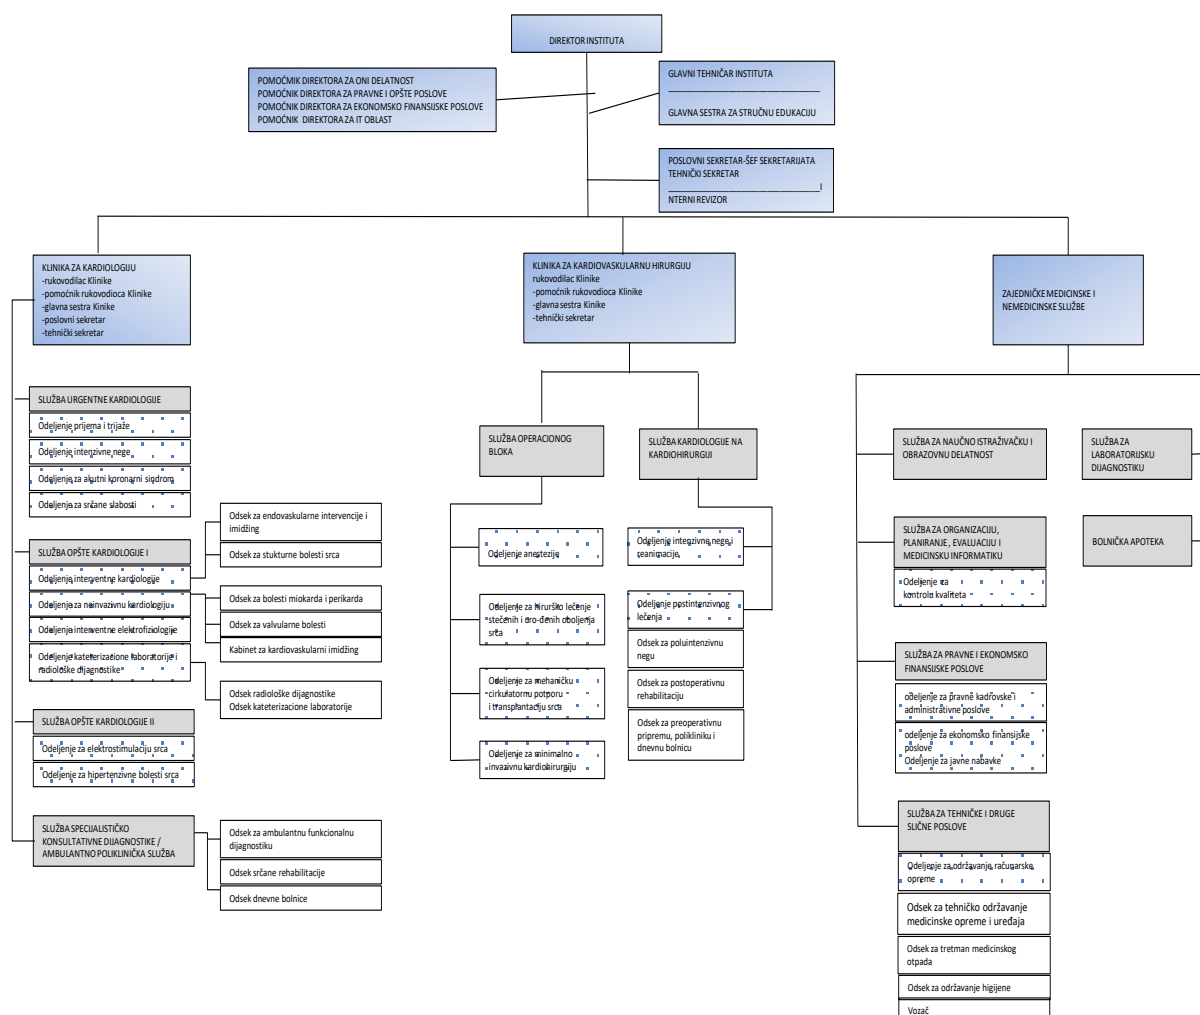 DIREKTOR INSTITUTA
POMOĆMIK DIREKTORA ZA ONI DELATNOST
POMOĆNIK DIREKTORA ZA PRAVNE I OPŠTE POSLOVE
POMOĆNIK DIREKTORA ZA EKONOMSKO FINANSIJSKE POSLOVE
POMOĆNIK DIREKTORA ZA IT OBLAST
GLAVNI TEHNIČAR INSTITUTA
GLAVNA SESTRA ZA STRUČNU EDUKACIJU
POSLOVNI SEKRETAR-ŠEF SEKRETARIJATA
TEHNIČKI SEKRETAR
I
NTERNI REVIZOR
KLINIKA ZA KARDIOLOGIJU
-rukovodilac Klinike
-pomoćnik rukovodioca Klinike
-glavna sestra Kinike
-poslovni sekretar
-tehnički sekretar
SLUŽBA URGENTNE KARDIOLOGIJE
Odeljenje prijema i trijaže
Odeljenje intenzivne nege
Odeljenje za akutni koronarni sindrom
Odeljenje za srčane slabosti
SLUŽBA OPŠTE KARDIOLOGIJE I
Odeljenje interventne kardiologije
Odeljenje za neinvazivnu kardiologiju
Odeljenje interventne elektrofiziologije
Odeljenje kateterizacione laboratorije i
radiološke dijagnostike
Odsek za endovaskularne intervencije i
imidžing
Odsek za stukturne bolesti srca
Odsek za bolesti miokarda i perikarda
Odsek za valvularne bolesti
Kabinet za kardiovaskularni imidžing
Odsek radiološke dijagnostike
Odsek kateterizacione laboratorije
SLUŽBA OPŠTE KARDIOLOGIJE II
Odeljenje za elektrostimulaciju srca
Odeljenje za hipertenzivne bolesti srca
SLUŽBA SPECIJALISTIČKO
KONSULTATIVNE DIJAGNOSTIKE /
AMBULANTNO POLIKLINIČKA SLUŽBA
Odsek za ambulantnu funkcionalnu
dijagnostiku
Odsek srčane rehabilitacije
Odsek dnevne bolnice
KLINIKA ZA KARDIOVASKULARNU HIRURGIJU
rukovodilac Klinike
-pomoćnik rukovodioca Klinike
-glavna sestra Kinike
-tehnički sekretar
SLUŽBA OPERACIONOG
BLOKA
Odeljenje anestezije
Odeljenje za hirurško lečenje
stečenih i uro-đenih oboljenja
srca
Odeljenje za mehaničku
cirkulatornu potporu
i transplantaciju srca
Odeljenje za minimalno
invazivnu kardiohirurgiju
SLUŽBA KARDIOLOGIJE NA
KARDIOHIRURGIJI
Odeljenje intenzivne nege i
reanimacije
Odeljenje postintenzivnog
lečenja
Odsek za poluintenzivnu
negu
Odsek za postoperativnu
rehabilitaciju
Odsek za preoperativnu
pripremu, polikliniku i
dnevnu bolnicu
ZAJEDNIČKE MEDICINSKE I
NEMEDICINSKE SLUŽBE
SLUŽBA ZA NAUČNO ISTRAŽIVAČKU I
OBRAZOVNU DELATNOST
SLUŽBA ZA ORGANIZACIJU,
PLANIRANJE, EVALUACIJU I
MEDICINSKU INFORMATIKU
Odeljenje za
kontrolu kvaliteta
SLUŽBA ZA PRAVNE I EKONOMSKO
FINANSIJSKE POSLOVE
odeljenje za pravne kadrovske i
administrativne poslove
odeljenje za ekonomsko finansijske
poslove
Odeljenje za javne nabavke
SLUŽBA ZA TEHNIČKE I DRUGE
SLIČNE POSLOVE
Odeljenje za održavanje računarske
opreme
Odsek za tehničko održavanje
medicinske opreme i uređaja
Odsek za tretman medicinskog
otpada
Odsek za održavanje higijene
Vozač
SLUŽBA ZA
LABORATORIJSKU
DIJAGNOSTIKU
BOLNIČKA APOTEKA